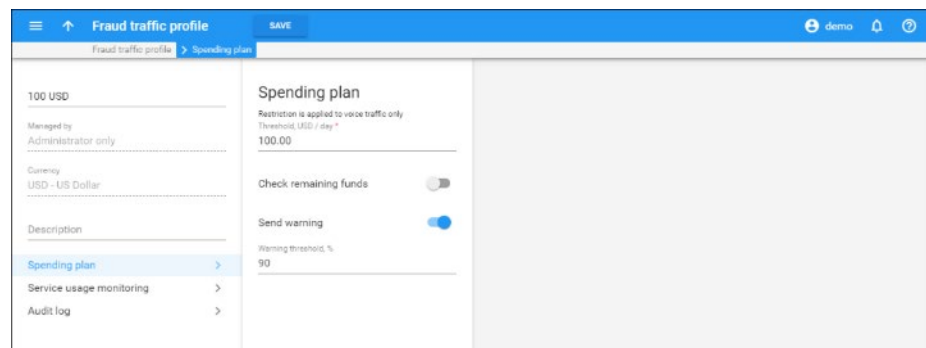 Fraud traffic profile
SAVE
demo
Fraud traffic profile > Spending plan
100 USD
Managed by
Administrator only
Currency
USD - US Dollar
Description
Spending plan
Service usage monitoring
Audit log
Spending plan
Restriction is applied to voice traffic only
Threshold, USD / day *
100.00
Check remaining funds
Send warning
Warning threshold, %
90